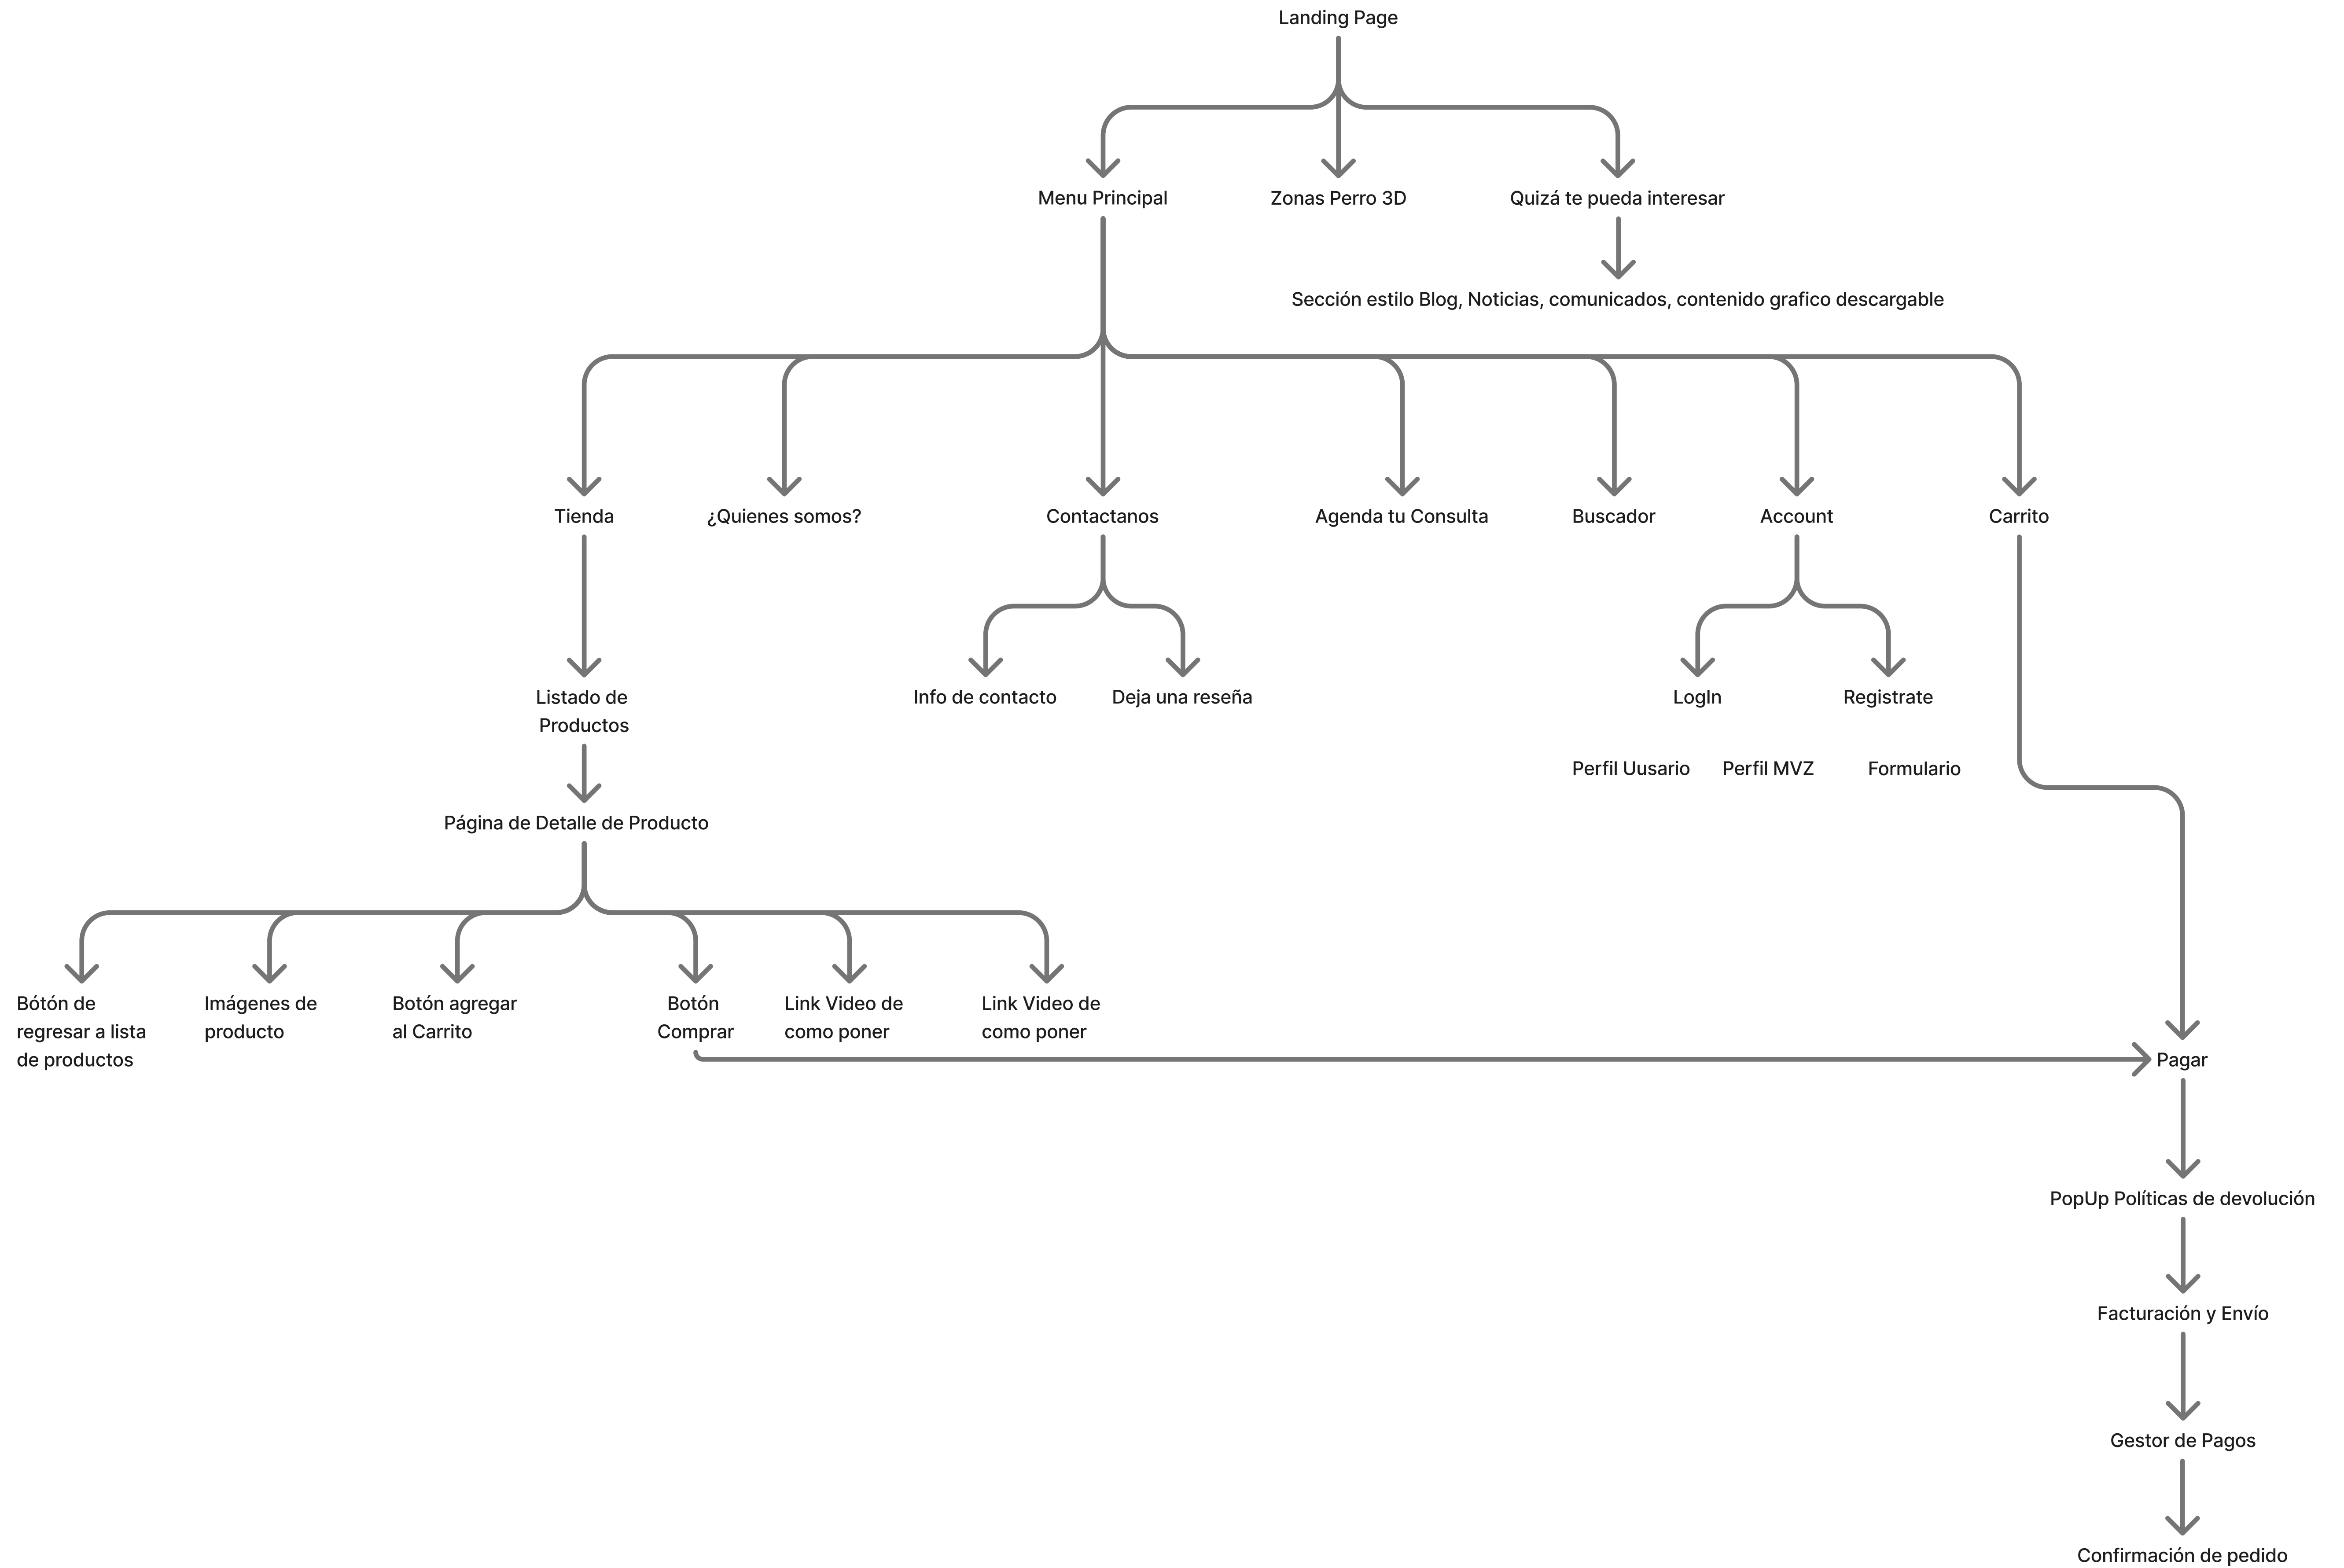 Landing Page
Menu Principal
Zonas Perro 3D
Quizá te pueda interesar
Sección estilo Blog, Noticias, comunicados, contenido grafico descargable
Tienda
¿Quienes somos?
Contactanos
Agenda tu Consulta
Buscador
Account
Carrito
Listado de
Productos
Info de contacto
Deja una reseña
LogIn
Registrate
Perfil Uusario
Perfil MVZ
Formulario
Página de Detalle de Producto
Bótón de
regresar a lista
de productos
Imágenes de
producto
Botón agregar
al Carrito
Botón
Comprar
Link Video de
como poner
Link Video de
como poner
Pagar
PopUp Políticas de devolución
Facturación y Envío
Gestor de Pagos
Confirmación de pedido